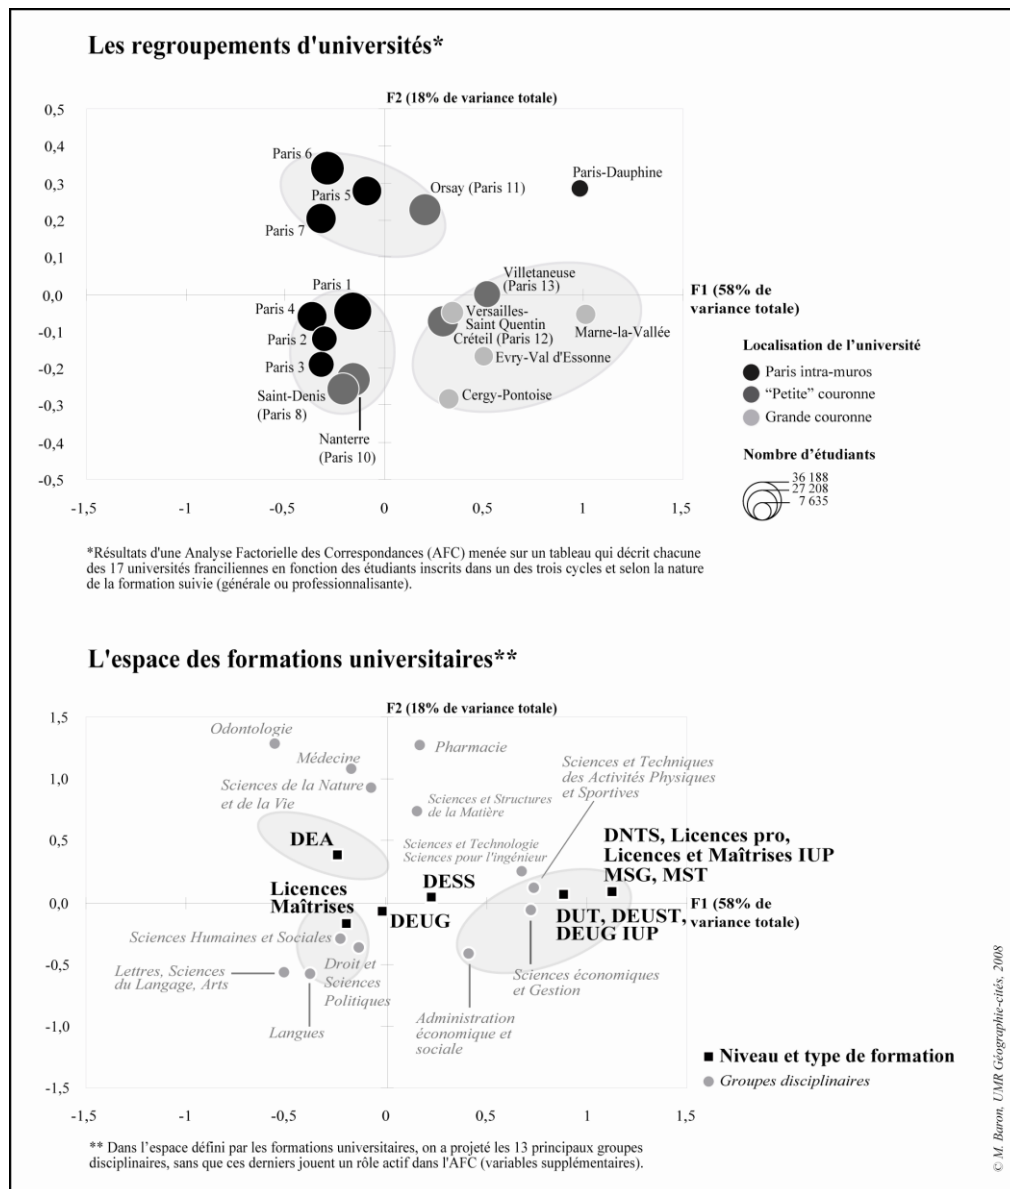 Les regroupements d'universités*
F2 (18% de variance totale)
0,5
0,4
0,3
0,2
0,1
0,0
-0,1
-0,2
-0,3
-0,4
-0,5
-1,5
-1
-0,5
0
0,5
1
1,5
Paris 6
Paris 5
Paris 7
Orsay (Paris 11)
Paris-Dauphine
Paris 1
Paris 4
Paris 2
Paris 3
Saint-Denis
(Paris 8)
Nanterre
(Paris 10)
Villetaneuse
(Paris 13)
Versailles-
Saint Quentin
Créteil (Paris 12)
Evry-Val d'Essonne
Cergy-Pontoise
Marne-la-Vallée
F1 (58% de
variance totale)
Localisation de l'université
Paris intra-muros
"Petite" couronne
Grande couronne
Nombre d'étudiants
36 188
27 208
7 635
*Résultats d'une Analyse Factorielle des Correspondances (AFC) menée sur un tableau qui décrit chacune
des 17 universités franciliennes en fonction des étudiants inscrits dans un des trois cycles et selon la nature
de la formation suivie (générale ou professionnalisante).
L'espace des formations universitaires**
F2 (18% de variance totale)
1,5
1,0
0,5
0,0
-0,5
-1,0
-1,5
-1,5
-1
-0,5
0
0,5
1
1,5
Odontologie
Médecine
Sciences de la Nature
et de la Vie
Pharmacie
Sciences et Structures
de la Matière
Sciences et Techniques
des Activités Physiques
et Sportives
Sciences et Technologie
Sciences pour l'ingénieur
DEA
DESS
Licences
Maîtrises
DEUG
DNTS, Licences pro,
Licences et Maîtrises IUP
MSG, MST
DUT, DEUST,
DEUG IUP
F1 (58% de
variance totale)
Sciences Humaines et Sociales
Lettres, Sciences
du Langage, Arts
Droit et
Sciences
Politiques
Langues
Administration
économique et
sociale
Sciences économiques
et Gestion
Niveau et type de formation
Groupes disciplinaires
** Dans l'espace défini par les formations universitaires, on a projeté les 13 principaux groupes
disciplinaires, sans que ces derniers jouent un rôle actif dans l'AFC (variables supplémentaires).
© M. Baron, UMR Géographie-cités, 2008